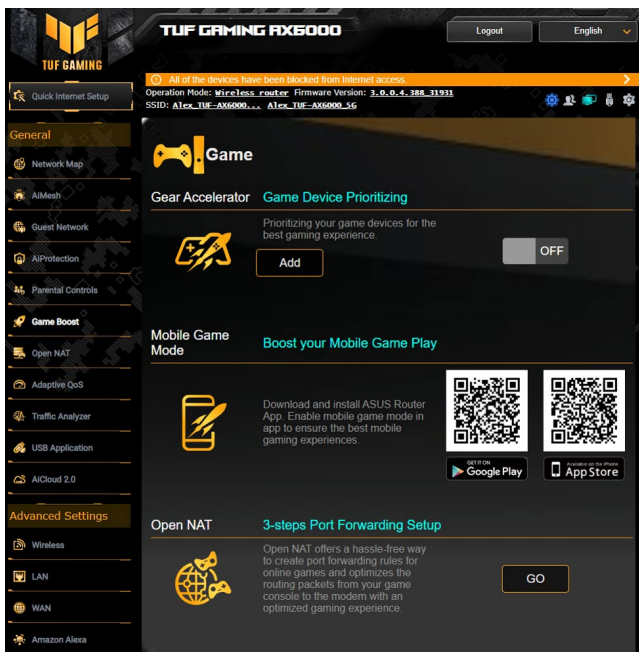 TUF GAMING
TUF GAMING AX6000
Logout
English
All of the devices have been blocked from Internet access.
Quick Internet Setup
Operation Mode: Wireless router Firmware Version: 3.0.0.4.388_31931
SSID: Alex_TUF-AX6000... Alex_TUF-AX6000_5G
General
Network Map
AiMesh
Guest Network
AiProtection
Parental Controls
Game Boost
Open NAT
Adaptive QoS
Traffic Analyzer
USB Application
AiCloud 2.0
Advanced Settings
Wireless
LAN
WAN
Amazon Alexa
Game
Gear Accelerator
Game Device Prioritizing
Prioritizing your game devices for the
best gaming experience.
Add
OFF
Mobile Game
Mode
Boost your Mobile Game Play
Download and install ASUS Router
App. Enable mobile game mode in
app to ensure the best mobile
gaming experiences.
GET IT ON
Google Play
Available on the iPhone
App Store
Open NAT
3-steps Port Forwarding Setup
Open NAT offers a hassle-free way
to create port forwarding rules for
online games and optimizes the
routing packets from your game
console to the modem with an
optimized gaming experience.
GO